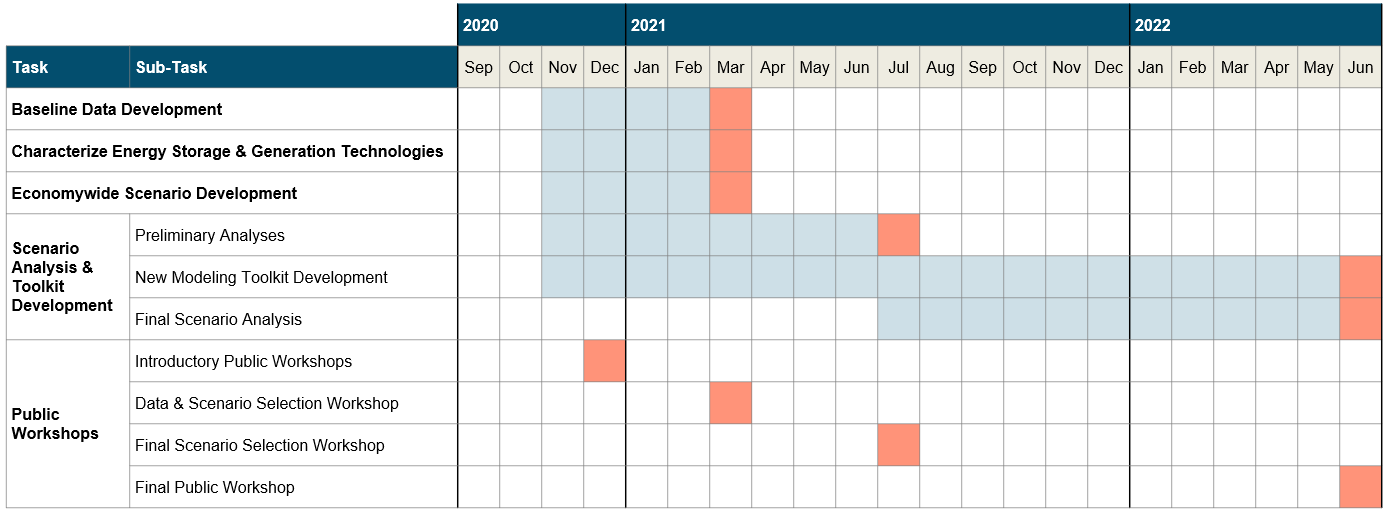 2020 2021 2022
Task Sub-Task Sep Oct Nov Dec Jan Feb Mar Apr May Jun Jul Aug Sep Oct Nov Dec Jan Feb Mar Apr May Jun
Baseline Data Development
Characterize Energy Storage & Generation Technologies
Economywide Scenario Development
Scenario
Analysis &
Toolkit
Development
Preliminary Analyses
New Modeling Toolkit Development
Final Scenario Analysis
Public
Workshops
Introductory Public Workshops
Data & Scenario Selection Workshop
Final Scenario Selection Workshop
Final Public Workshop